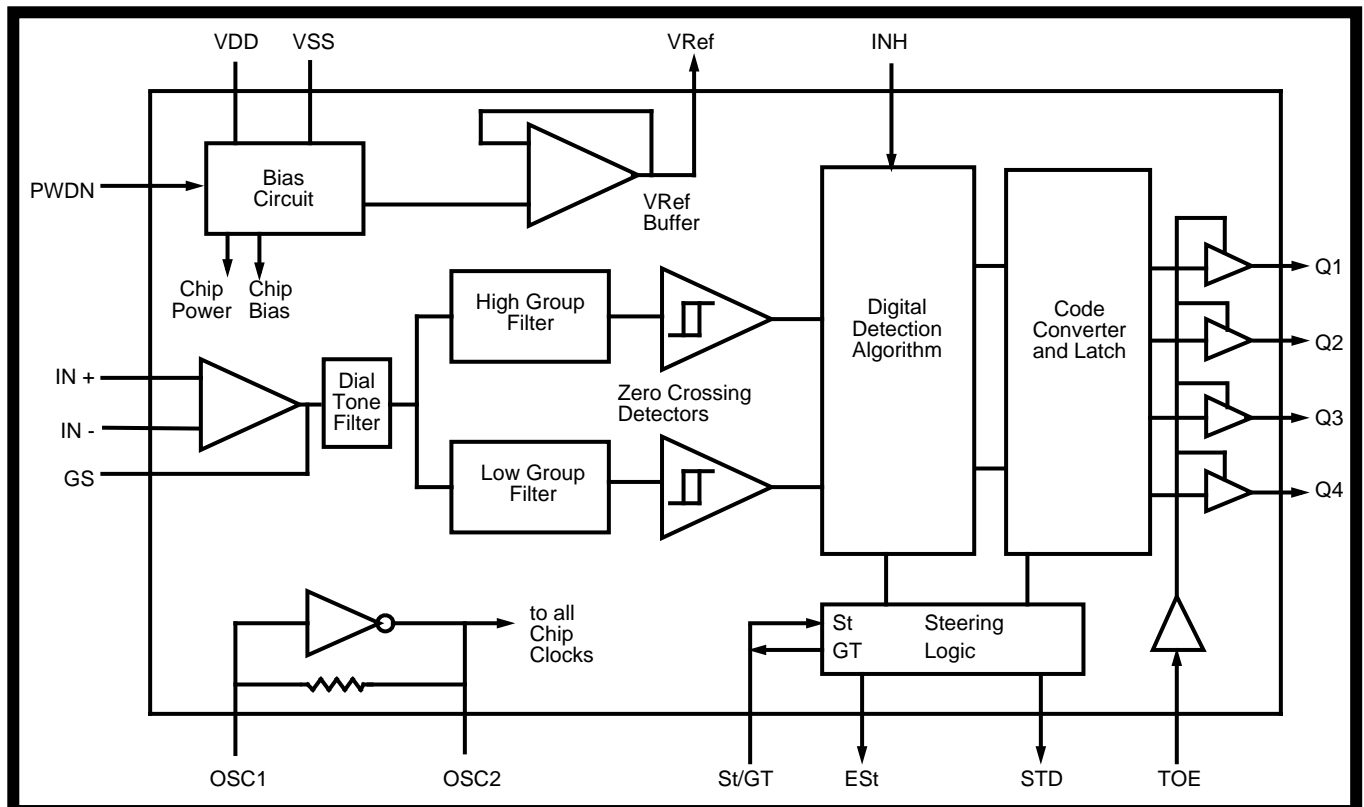 VDD
VSS
VRef
INH
PWDN
Bias
Circuit
VRef
Buffer
Chip
Power
Chip
Bias
High Group
Filter
Digital
Detection
Algorithm
Code
Converter
and Latch
Q1
Q2
Q3
Q4
IN +
IN -
GS
Dial
Tone
Filter
Zero Crossing
Detectors
Low Group
Filter
to all
Chip
Clocks
St Steering
GT Logic
OSC1
OSC2
St/GT
ESt
STD
TOE